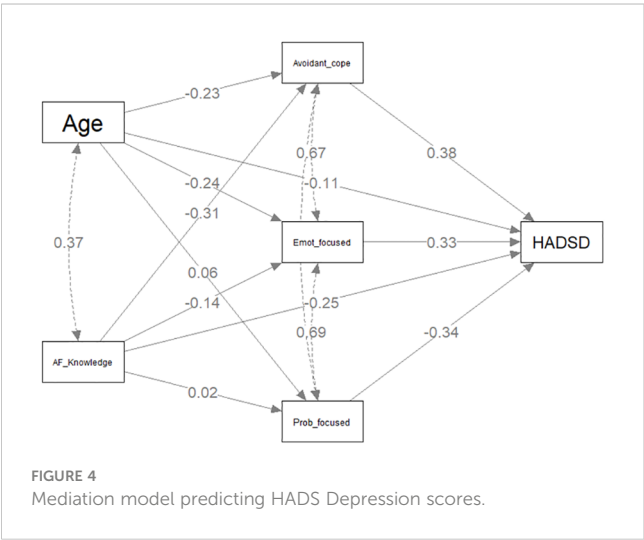 Avoidant_cope
-0.23
Age
0.67
0.38
-0.24
-0.11
-0.31
0.37
Emot_focused
0.33
HADSD
0.06
-0.14
-0.25
0.69
-0.34
AF_Knowledge
0.02
Prob_focused
FIGURE 4
Mediation model predicting HADS Depression scores.